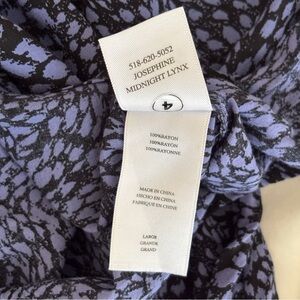 518-620-5052
JOSEPHINE
MIDNIGHT LYNX
4
100%RAYON
100%RAYÓN
100%RAYONNE
MADE IN CHINA
HECHO EN CHINA
FABRIQUÉ EN CHINE
LARGE
GRANDE
GRAND